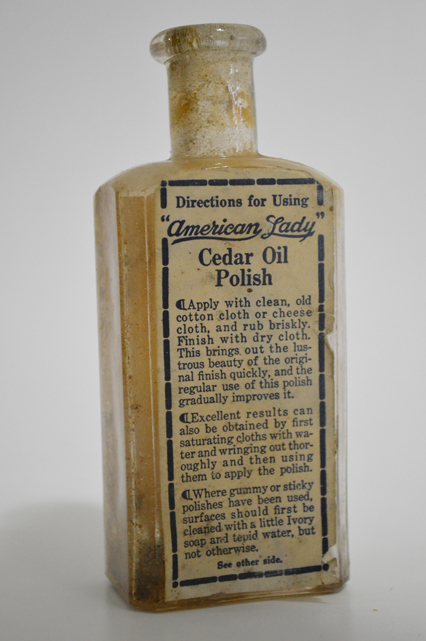 Directions for Using
"American Lady"
Cedar Oil
Polish
¶Apply with clean, old
cotton cloth or cheese
cloth, and rub briskly.
Finish with dry cloth.
This brings out the lus-
trous beauty of the origi-
nal finish quickly, and the
regular use of this polish
gradually improves it.
¶Excellent results can
also be obtained by first
saturating cloths with wa-
ter and wringing out thor-
oughly and then using
them to apply the polish.
¶Where gummy or sticky
polishes have been used,
surfaces should first be
cleaned with a little Ivory
soap and tepid water, but
not otherwise.
See other side.